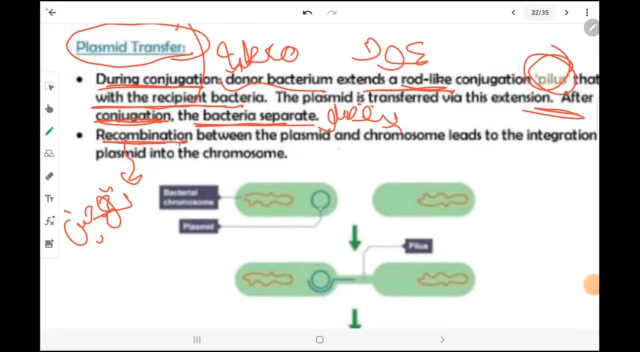 32/35
Plasmid Transfer:
During conjugation, donor bacterium extends a rod-like conjugation 'pilus' that
with the recipient bacteria. The plasmid is transferred via this extension. After
conjugation, the bacteria separate.
Recombination between the plasmid and chromosome leads to the integration
plasmid into the chromosome.
Bacterial
chromosome
Plasmid
Pilus